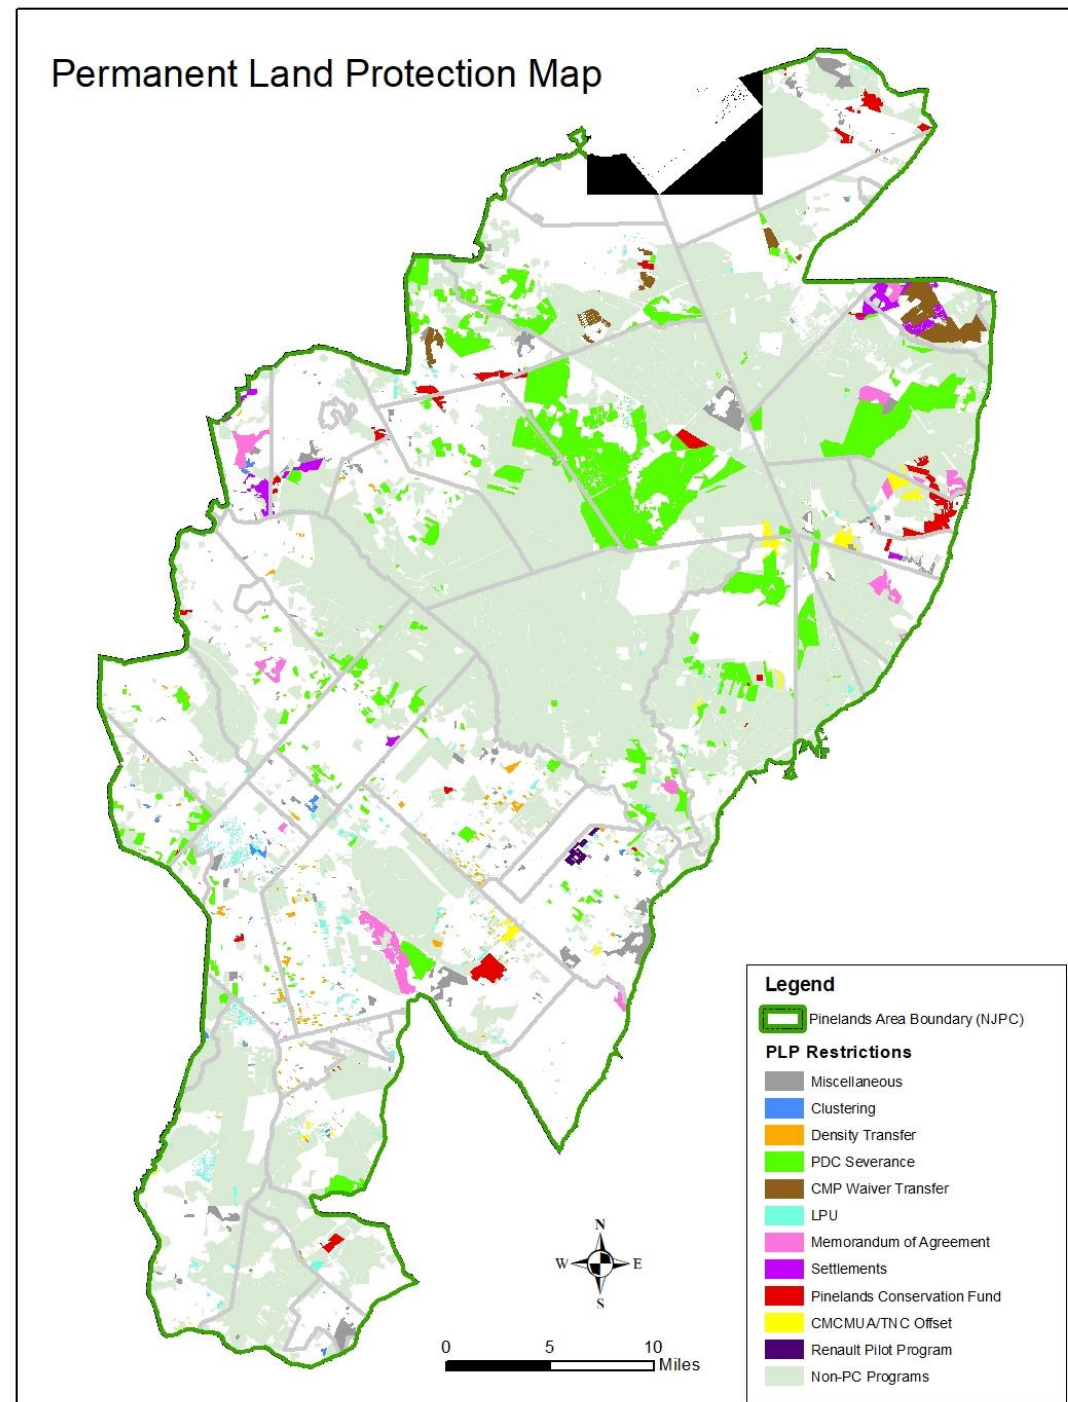 Permanent Land Protection Map
Legend
Pinelands Area Boundary (NJPC)
PLP Restrictions
Miscellaneous
Clustering
Density Transfer
PDC Severance
CMP Waiver Transfer
LPU
Memorandum of Agreement
Settlements
Pinelands Conservation Fund
CMCMUA/TNC Offset
Renault Pilot Program
Non-PC Programs
N
W E
S
0 5 10
Miles